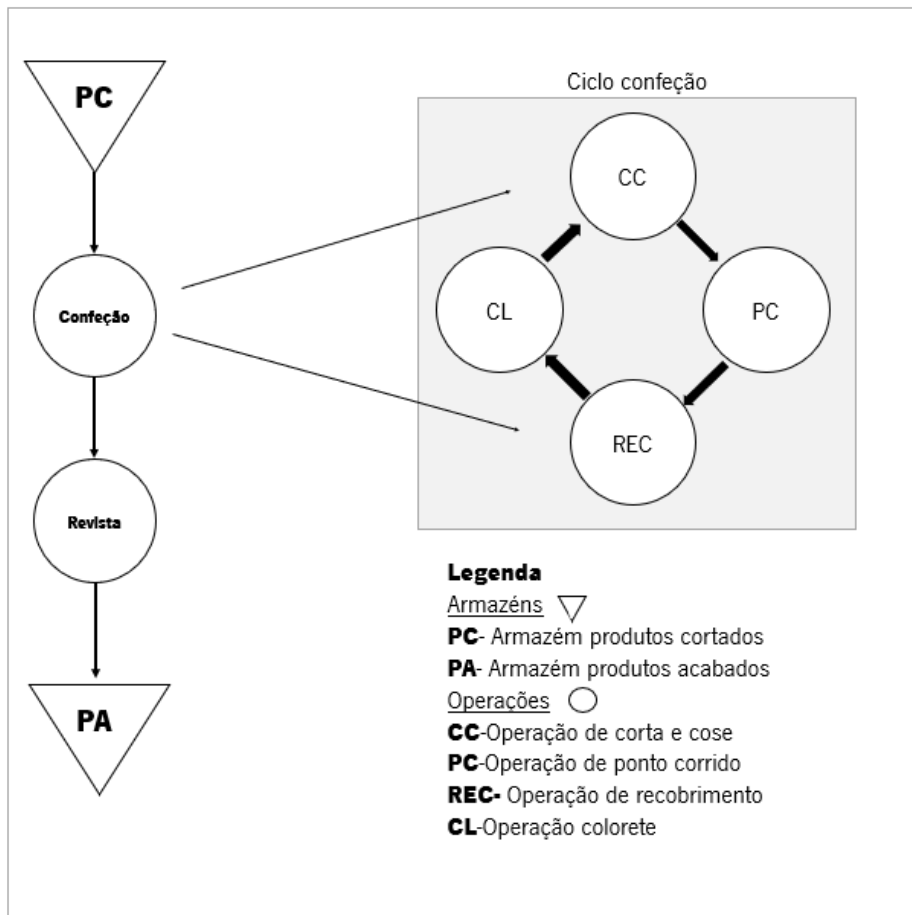 PC
Confeção
Revista
PA
Ciclo confeção
CC
CL
PC
REC
Legenda
Armazéns
PC- Armazém produtos cortados
PA- Armazém produtos acabados
Operações
CC-Operação de corta e cose
PC-Operação de ponto corrido
REC- Operação de recobrimento
CL-Operação colorete